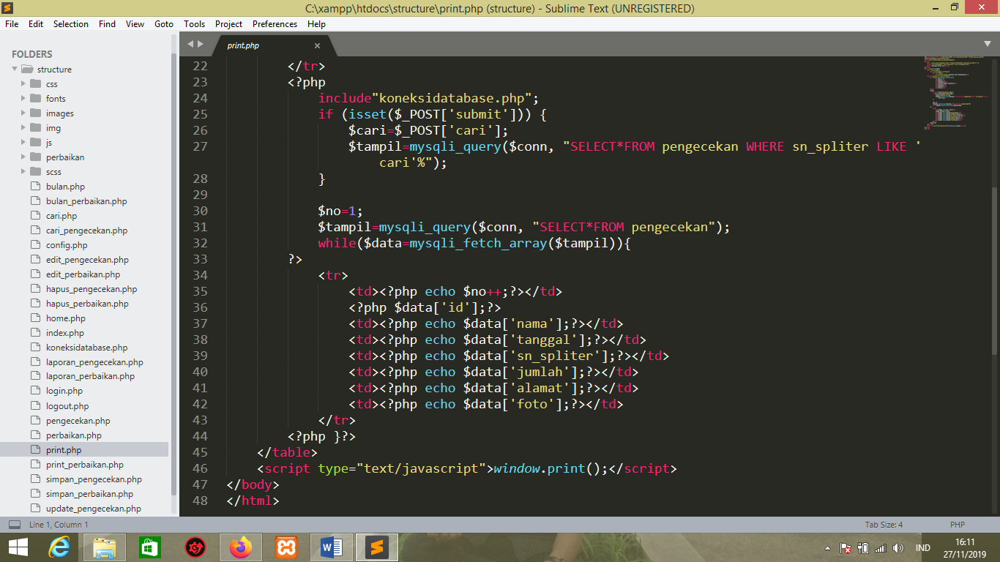 C:\xampp\htdocs\structure\print.php (structure) - Sublime Text (UNREGISTERED)
File Edit Selection Find View Goto Tools Project Preferences Help
FOLDERS
structure
css
fonts
images
img
js
perbaikan
scss
bulan.php
bulan_perbaikan.php
cari.php
cari_pengecekan.php
config.php
edit_pengecekan.php
edit_perbaikan.php
hapus_pengecekan.php
hapus_perbaikan.php
home.php
index.php
koneksidatabase.php
laporan_pengecekan.php
laporan_perbaikan.php
login.php
logout.php
pengecekan.php
perbaikan.php
print.php
print_perbaikan.php
simpan_pengecekan.php
simpan_perbaikan.php
update_pengecekan.php
print.php
22 </tr>
23 <?php
24 include"koneksidatabase.php";
25 if (isset($_POST['submit'])) {
26 $cari=$_POST['cari'];
27 $tampil=mysqli_query($conn, "SELECT*FROM pengecekan WHERE sn_spliter LIKE '
cari'%");
28 }
29
30 $no=1;
31 $tampil=mysqli_query($conn, "SELECT*FROM pengecekan");
32 while($data=mysqli_fetch_array($tampil)){
33 ?>
34 <tr>
35 <td><?php echo $no++;?></td>
36 <?php $data['id'];?>
37 <td><?php echo $data['nama'];?></td>
38 <td><?php echo $data['tanggal'];?></td>
39 <td><?php echo $data['sn_spliter'];?></td>
40 <td><?php echo $data['jumlah'];?></td>
41 <td><?php echo $data['alamat'];?></td>
42 <td><?php echo $data['foto'];?></td>
43 </tr>
44 <?php }?>
45 </table>
46 <script type="text/javascript">window.print();</script>
47 </body>
48 </html>
Line 1, Column 1
Tab Size: 4
PHP
IND
16:11
27/11/2019